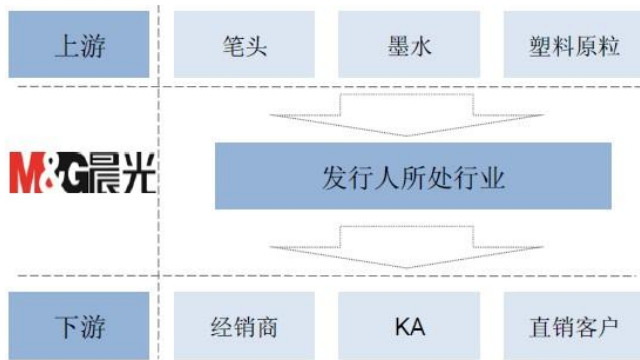 上游
笔头
墨水
塑料原粒
M&G晨光
发行人所处行业
下游
经销商
KA
直销客户